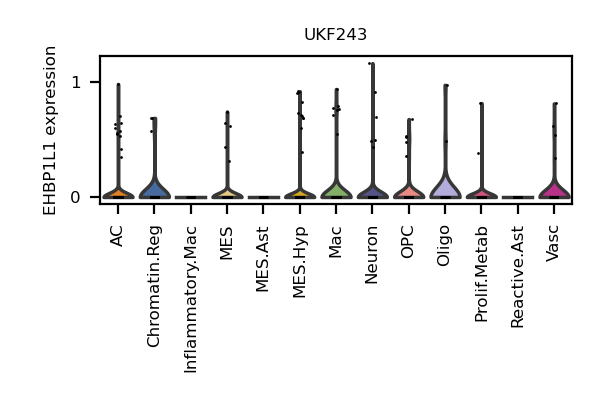 UKF243
EHBP1L1 expression
1
0
AC
Chromatin.Reg
Inflammatory.Mac
MES
MES.Ast
MES.Hyp
Mac
Neuron
OPC
Oligo
Prolif.Metab
Reactive.Ast
Vasc